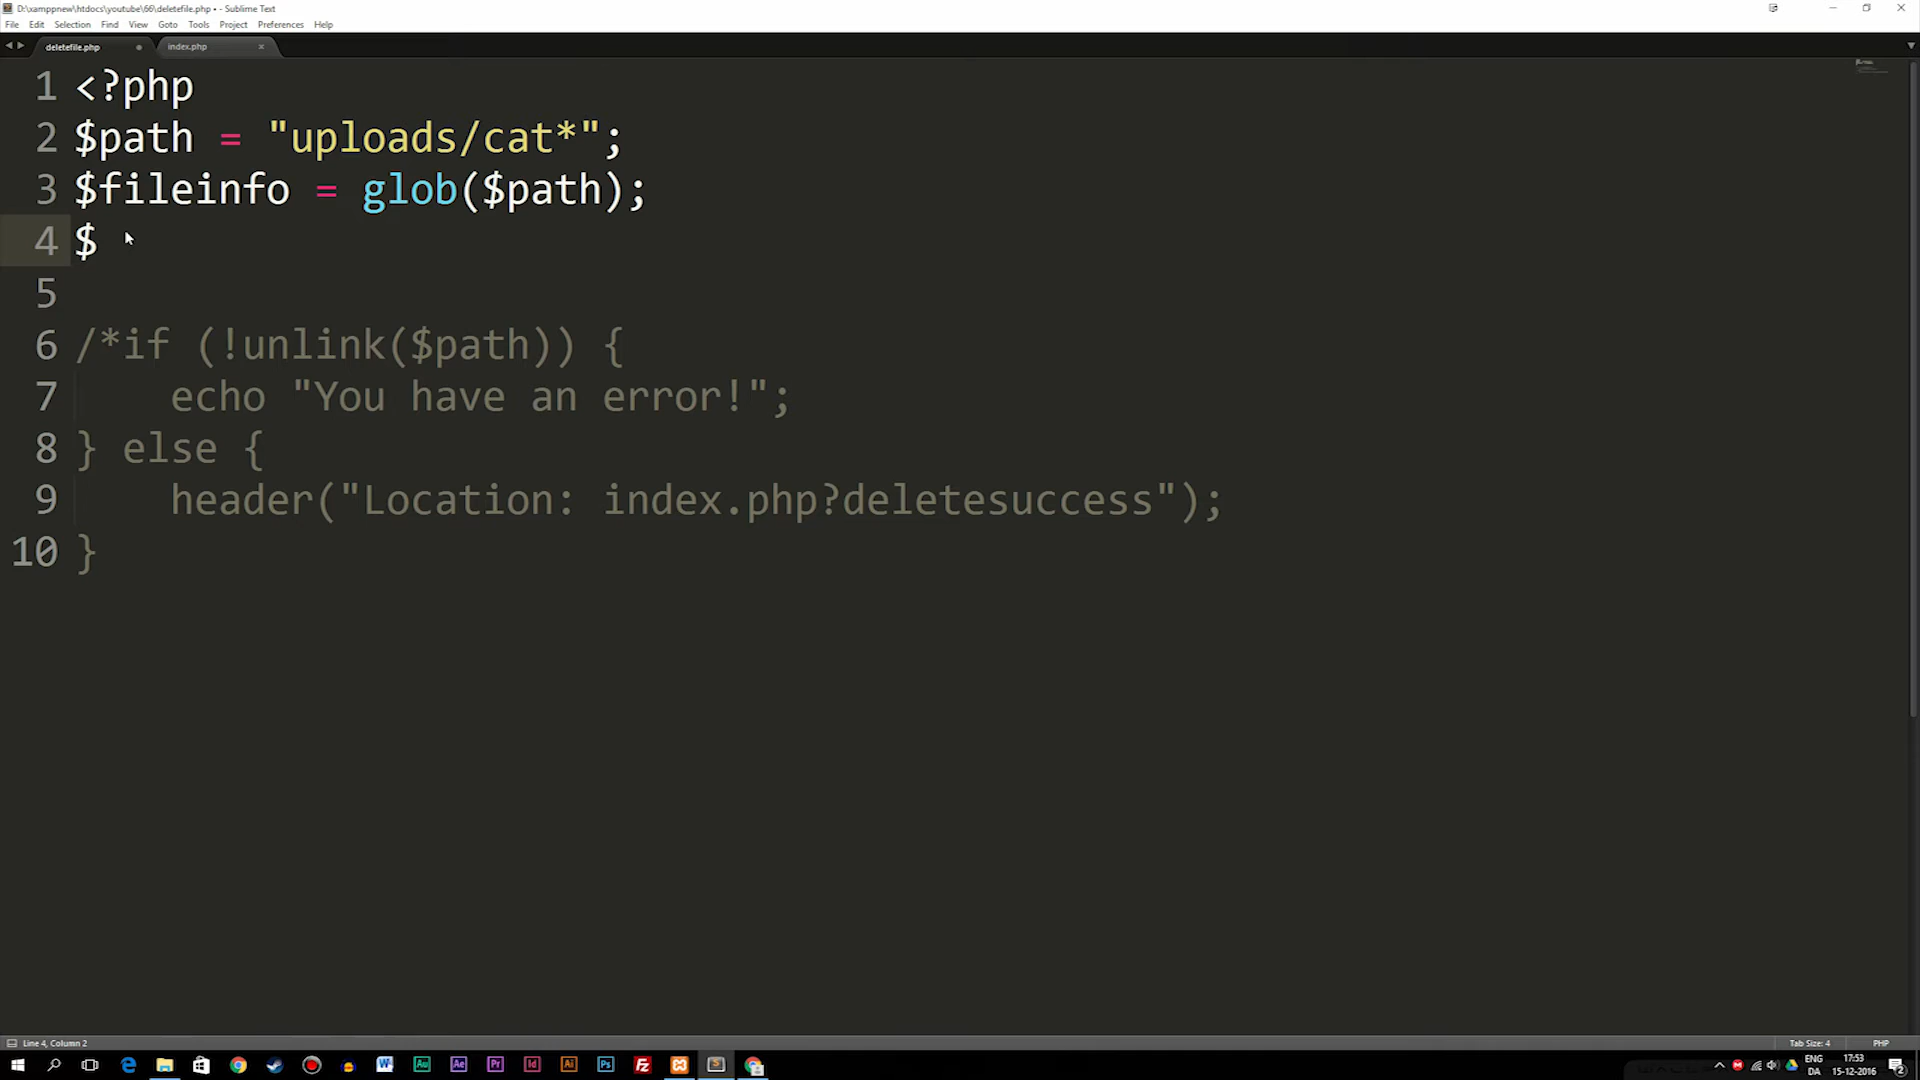 D:\xamppnew\htdocs\youtube\66\deletefile.php • - Sublime Text
File Edit Selection Find View Goto Tools Project Preferences Help
deletefile.php index.php
1 <?php
2 $path = "uploads/cat*";
3 $fileinfo = glob($path);
4 $
5
6 /*if (!unlink($path)) {
7 echo "You have an error!";
8 } else {
9 header("Location: index.php?deletesuccess");
10 }
Line 4, Column 2 Tab Size: 4 PHP
ENG 17:53
DA 15-12-2016